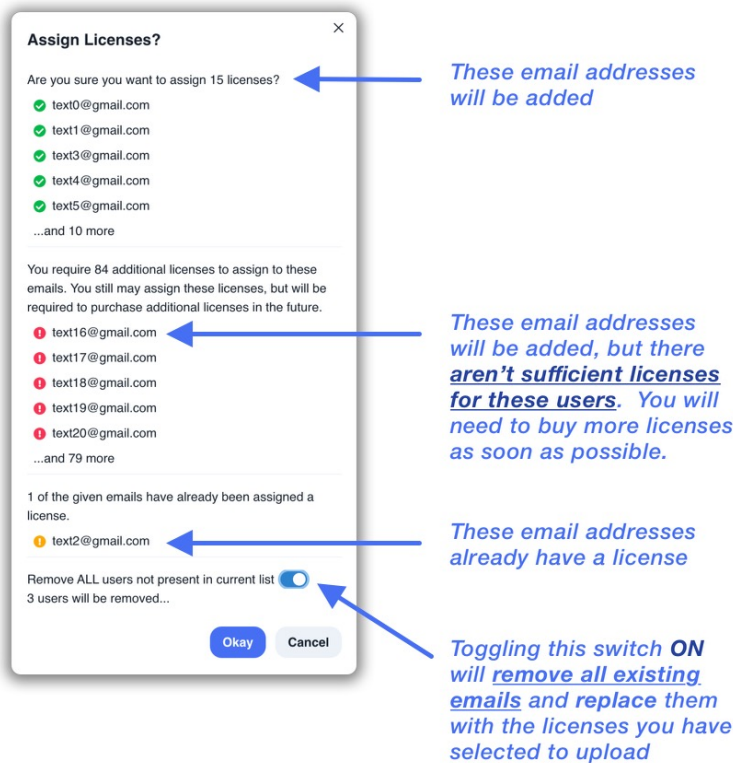 Assign Licenses?
Are you sure you want to assign 15 licenses?
text0@gmail.com
text1@gmail.com
text3@gmail.com
text4@gmail.com
text5@gmail.com
...and 10 more
You require 84 additional licenses to assign to these
emails. You still may assign these licenses, but will be
required to purchase additional licenses in the future.
text16@gmail.com
text17@gmail.com
text18@gmail.com
text19@gmail.com
text20@gmail.com
...and 79 more
1 of the given emails have already been assigned a
license.
text2@gmail.com
Remove ALL users not present in current list
3 users will be removed...
Okay
Cancel
These email addresses
will be added
These email addresses
will be added, but there
aren't sufficient licenses
for these users. You will
need to buy more licenses
as soon as possible.
These email addresses
already have a license
Toggling this switch ON
will remove all existing
emails and replace them
with the licenses you have
selected to upload